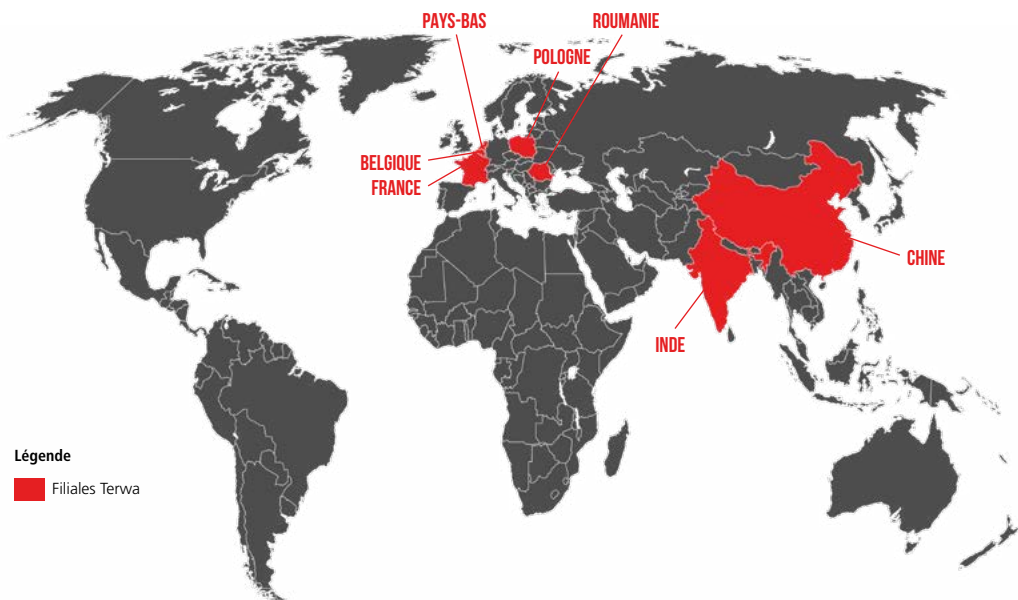 PAYS-BAS
ROUMANIE
POLOGNE
BELGIQUE
FRANCE
CHINE
INDE
Légende
Filiales Terwa